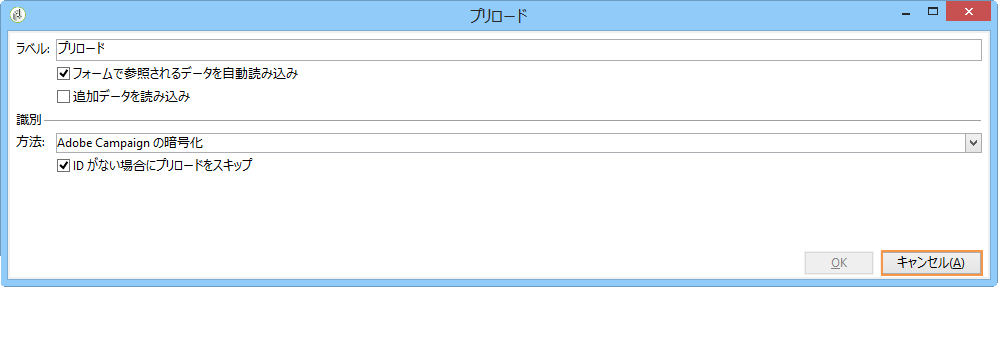 プリロード
ラベル: プリロード
フォームで参照されるデータを自動読み込み
追加データを読み込み
識別
方法: Adobe Campaign の暗号化
ID がない場合にプリロードをスキップ
OK キャンセル(A)